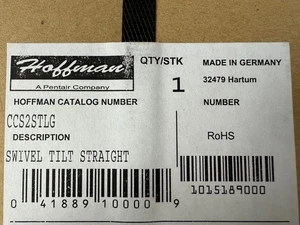 Hoffman
A Pentair Company
QTY/STK
1
MADE IN GERMANY
32479 Hartum
HOFFMAN CATALOG NUMBER
NUMBER
CCS2STLG
DESCRIPTION
RoHS
SWIVEL TILT STRAIGHT
1015189000
0 41889 10000 9